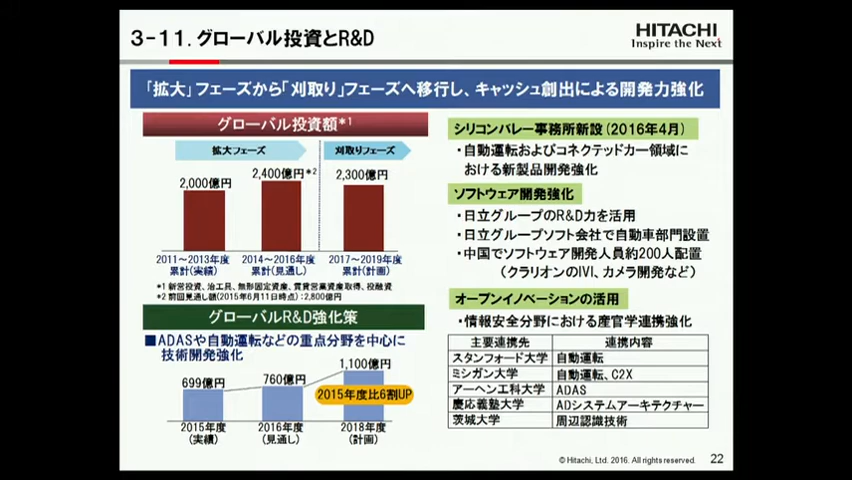 3-11. グローバル投資とR&D
HITACHI
Inspire the Next
「拡大」フェーズから「刈取り」フェーズへ移行し、キャッシュ創出による開発力強化
グローバル投資額*1
拡大フェーズ
刈取りフェーズ
2,000億円
2,400億円*2
2,300億円
2011～2013年度
累計(実績)
2014～2016年度
累計(見通し)
2017～2019年度
累計(計画)
*1 新営投資、治工具、無形固定資産、賃貸営業資産取得、投融資
*2 前回見通し額(2015年6月11日時点):2,800億円
グローバルR&D強化策
■ADASや自動運転などの重点分野を中心に
技術開発強化
699億円
760億円
1,100億円
2015年度比6割UP
2015年度
(実績)
2016年度
(見通し)
2018年度
(計画)
シリコンバレー事務所新設(2016年4月)
・自動運転およびコネクテッドカー領域に
おける新製品開発強化
ソフトウェア開発強化
・日立グループのR&D力を活用
・日立グループソフト会社で自動車部門設置
・中国でソフトウェア開発人員約200人配置
(クラリオンのIVI、カメラ開発など)
オープンイノベーションの活用
・情報安全分野における産官学連携強化
主要連携先 連携内容
スタンフォード大学 自動運転
ミシガン大学 自動運転、C2X
アーヘン工科大学 ADAS
慶応義塾大学 ADシステムアーキテクチャー
茨城大学 周辺認識技術
© Hitachi, Ltd. 2016. All rights reserved.
22